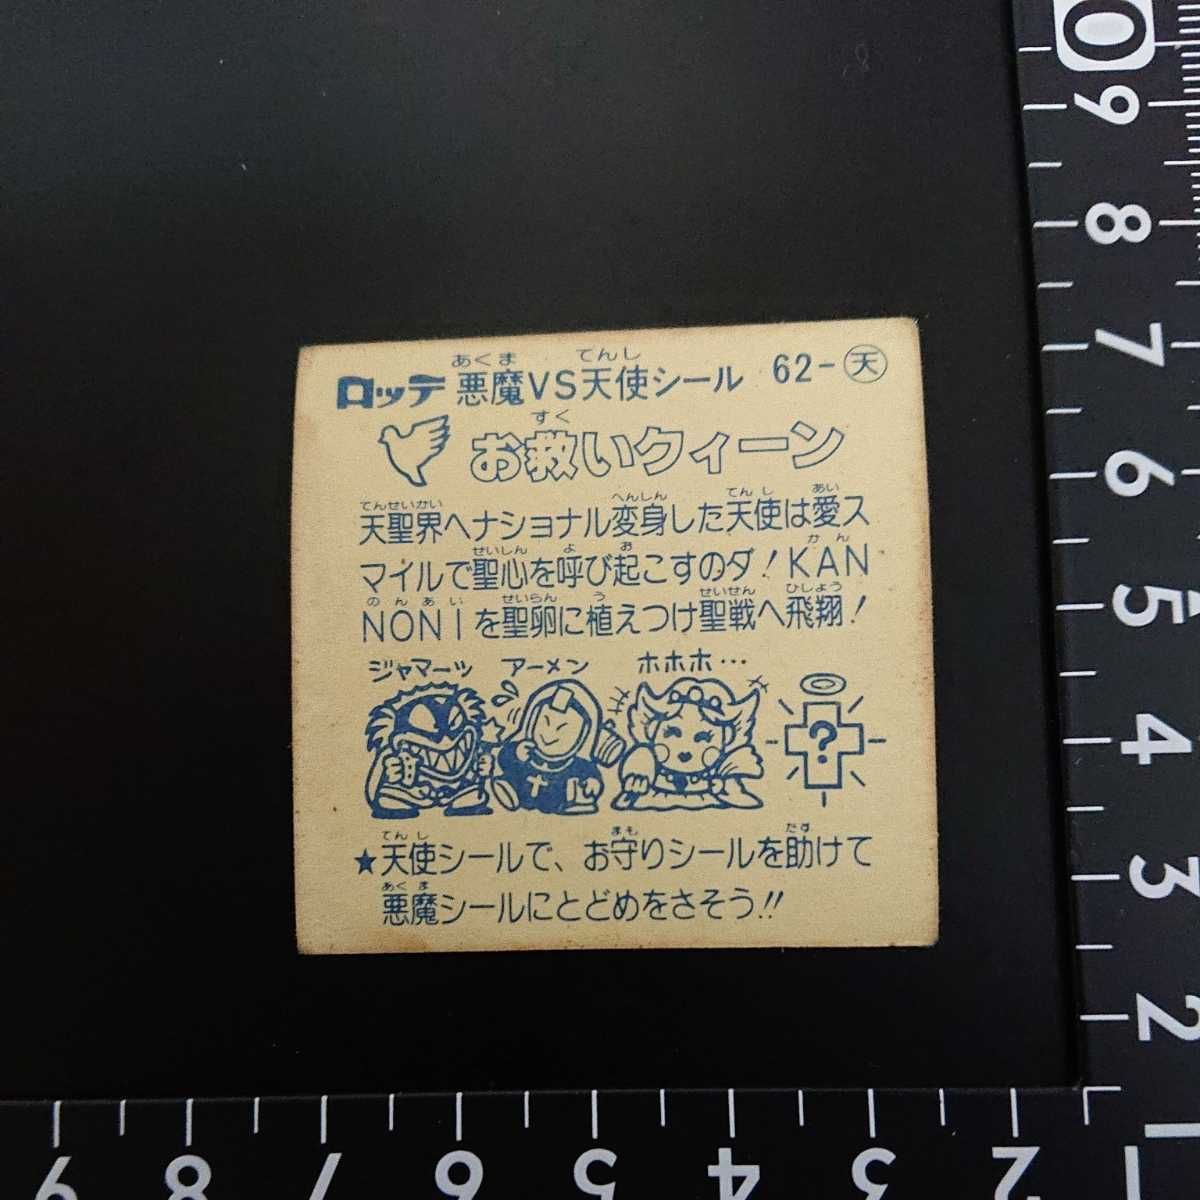 あくま てんし
ロッテ 悪魔VS天使シール 62-天
すく
お救いクィーン
てんせいかい へんしん てんし あい
天聖界へナショナル変身した天使は愛ス
せいしん よ お かん
マイルで聖心を呼び起こすのダ!KAN
のんあい せいらん う せいせん ひしょう
NONIを聖卵に植えつけ聖戦へ飛翔!
ジャマーッ アーメン ホホホ…
?
てんし まも たす
★天使シールで、お守りシールを助けて
あくま
悪魔シールにとどめをさそう!!
10
9
8
7
6
5
4
3
2
1
9 8 7 6 5 4 3 2